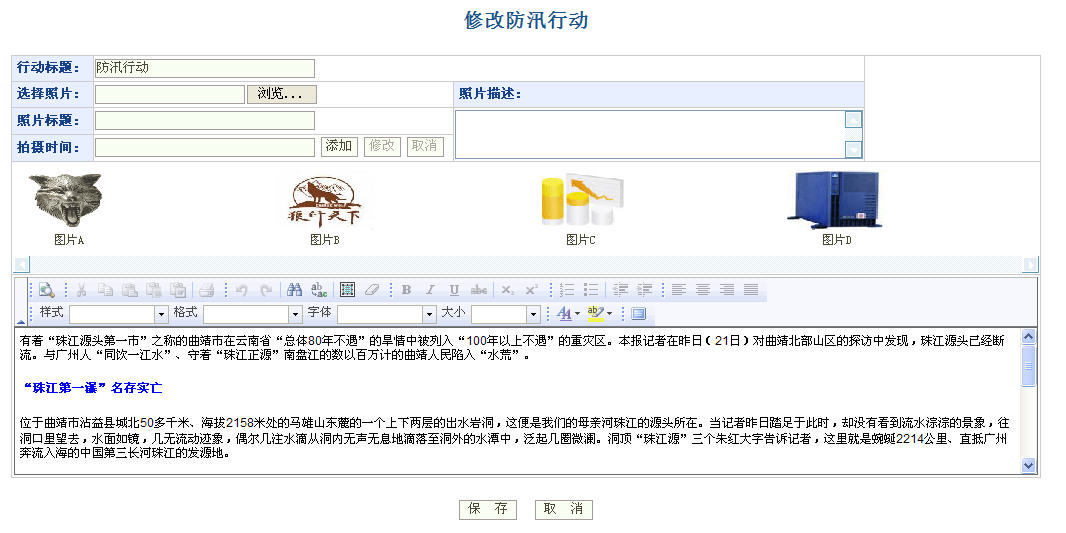 修改防汛行动
行动标题： 防汛行动
选择照片： 浏览... 照片描述：
照片标题：
拍摄时间： 添加 修改 取消
狼行天下
图片A 图片B 图片C 图片D
B I U abc x₂ x²
样式 格式 字体 大小
有着“珠江源头第一市”之称的曲靖市在云南省“总体80年不遇”的旱情中被列入“100年以上不遇”的重灾区。本报记者在昨日（21日）对曲靖北部山区的探访中发现，珠江源头已经断
流。与广州人“同饮一江水”、守着“珠江正源”南盘江的数以百万计的曲靖人民陷入“水荒”。
“珠江第一瀑”名存实亡
位于曲靖市沾益县城北50多千米、海拔2158米处的马雄山东麓的一个上下两层的出水岩洞，这便是我们的母亲河珠江的源头所在。当记者昨日踏足于此时，却没有看到流水淙淙的景象，往
洞口里望去，水面如镜，几无流动迹象，偶尔几注水滴从洞内无声无息地滴落至洞外的水潭中，泛起几圈微澜。洞顶“珠江源”三个朱红大字告诉记者，这里就是蜿蜒2214公里、直抵广州
奔流入海的中国第三长河珠江的发源地。
保 存 取 消